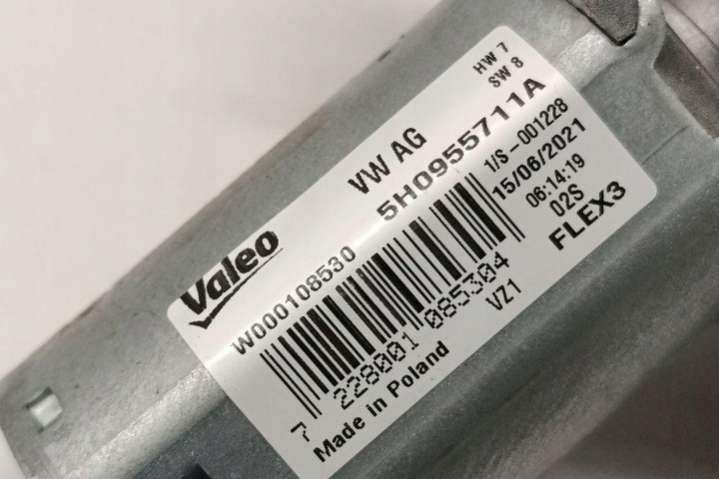 HW 7
SW 8
VW AG
5H0955711A
1/S-001228
15/06/2021
06:14:19
02S
FLEX3
Valeo
W000108530
7 228001 085304
VZ1
Made in Poland